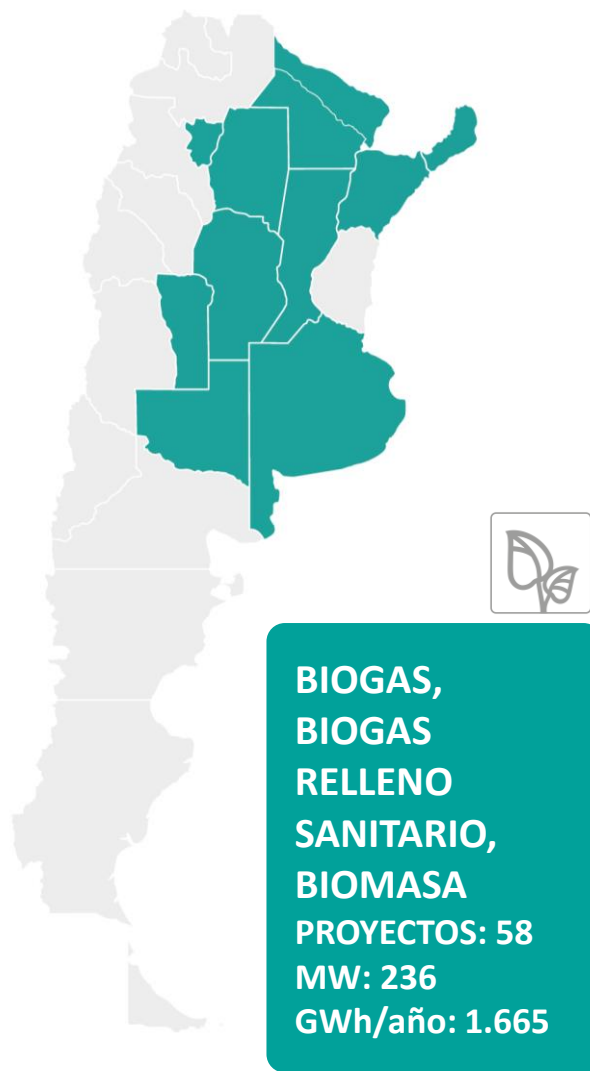 BIOGAS,
BIOGAS
RELLENO
SANITARIO,
BIOMASA
PROYECTOS: 58
MW: 236
GWh/año: 1.665